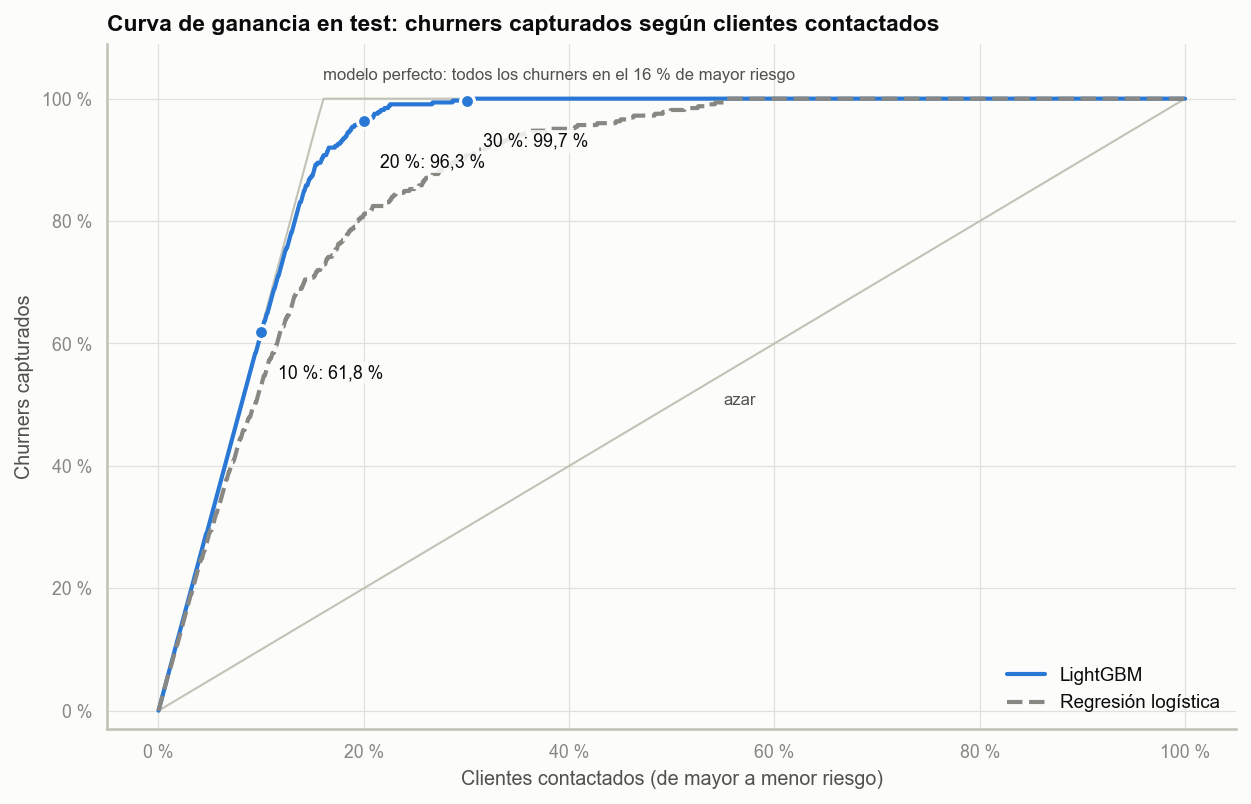 Curva de ganancia en test: churners capturados según clientes contactados
modelo perfecto: todos los churners en el 16 % de mayor riesgo
100 %
30 %: 99,7 %
20 %: 96,3 %
80 %
Churners capturados
60 %
10 %: 61,8 %
azar
40 %
20 %
LightGBM
Regresión logística
0 %
0 %
20 %
40 %
60 %
80 %
100 %
Clientes contactados (de mayor a menor riesgo)